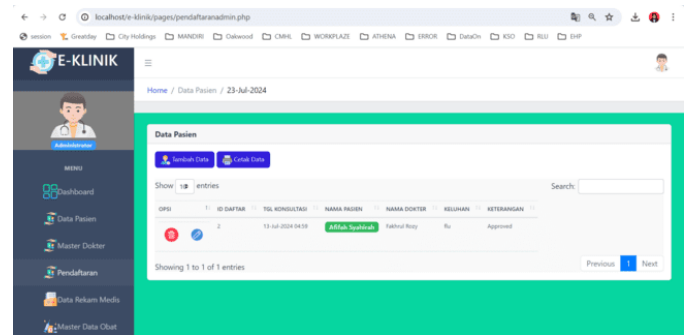 localhost/e-klinik/pages/pendaftaranadmin.php
session Greatday City Holdings MANDIRI Oakwood CMHL WORKPLAZE ATHENA ERROR DataOn KSO RLU EHP
E-KLINIK
Home / Data Pasien / 23-Jul-2024
Administrator
MENU
Dashboard
Data Pasien
Master Dokter
Pendaftaran
Data Rekam Medis
Master Data Obat
Data Pasien
Tambah Data Cetak Data
Show 10 entries Search:
OPSI ID DAFTAR TGL KONSULTASI NAMA PASIEN NAMA DOKTER KELUHAN KETERANGAN
2 13-Jul-2024 04:59 Afifah Syahirah Fakhrul Rozy Flu Approved
Showing 1 to 1 of 1 entries
Previous 1 Next